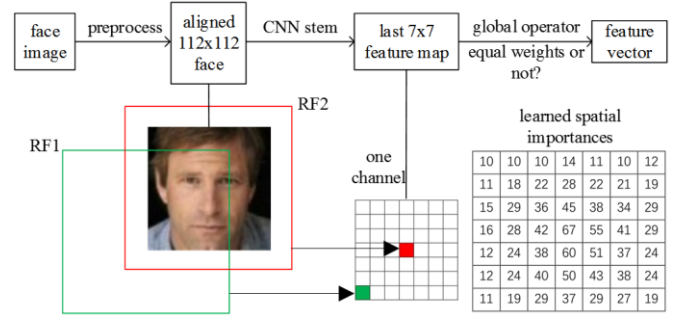 face
image
preprocess
aligned
112x112
face
CNN stem
last 7x7
feature map
global operator
equal weights or
not?
feature
vector
RF2
RF1
one
channel
learned spatial
importances
10 10 10 14 11 10 12
11 18 22 28 22 21 19
15 29 36 45 38 34 29
16 28 42 67 55 41 29
12 24 38 60 51 37 24
12 24 40 50 43 38 24
11 19 29 37 29 27 19